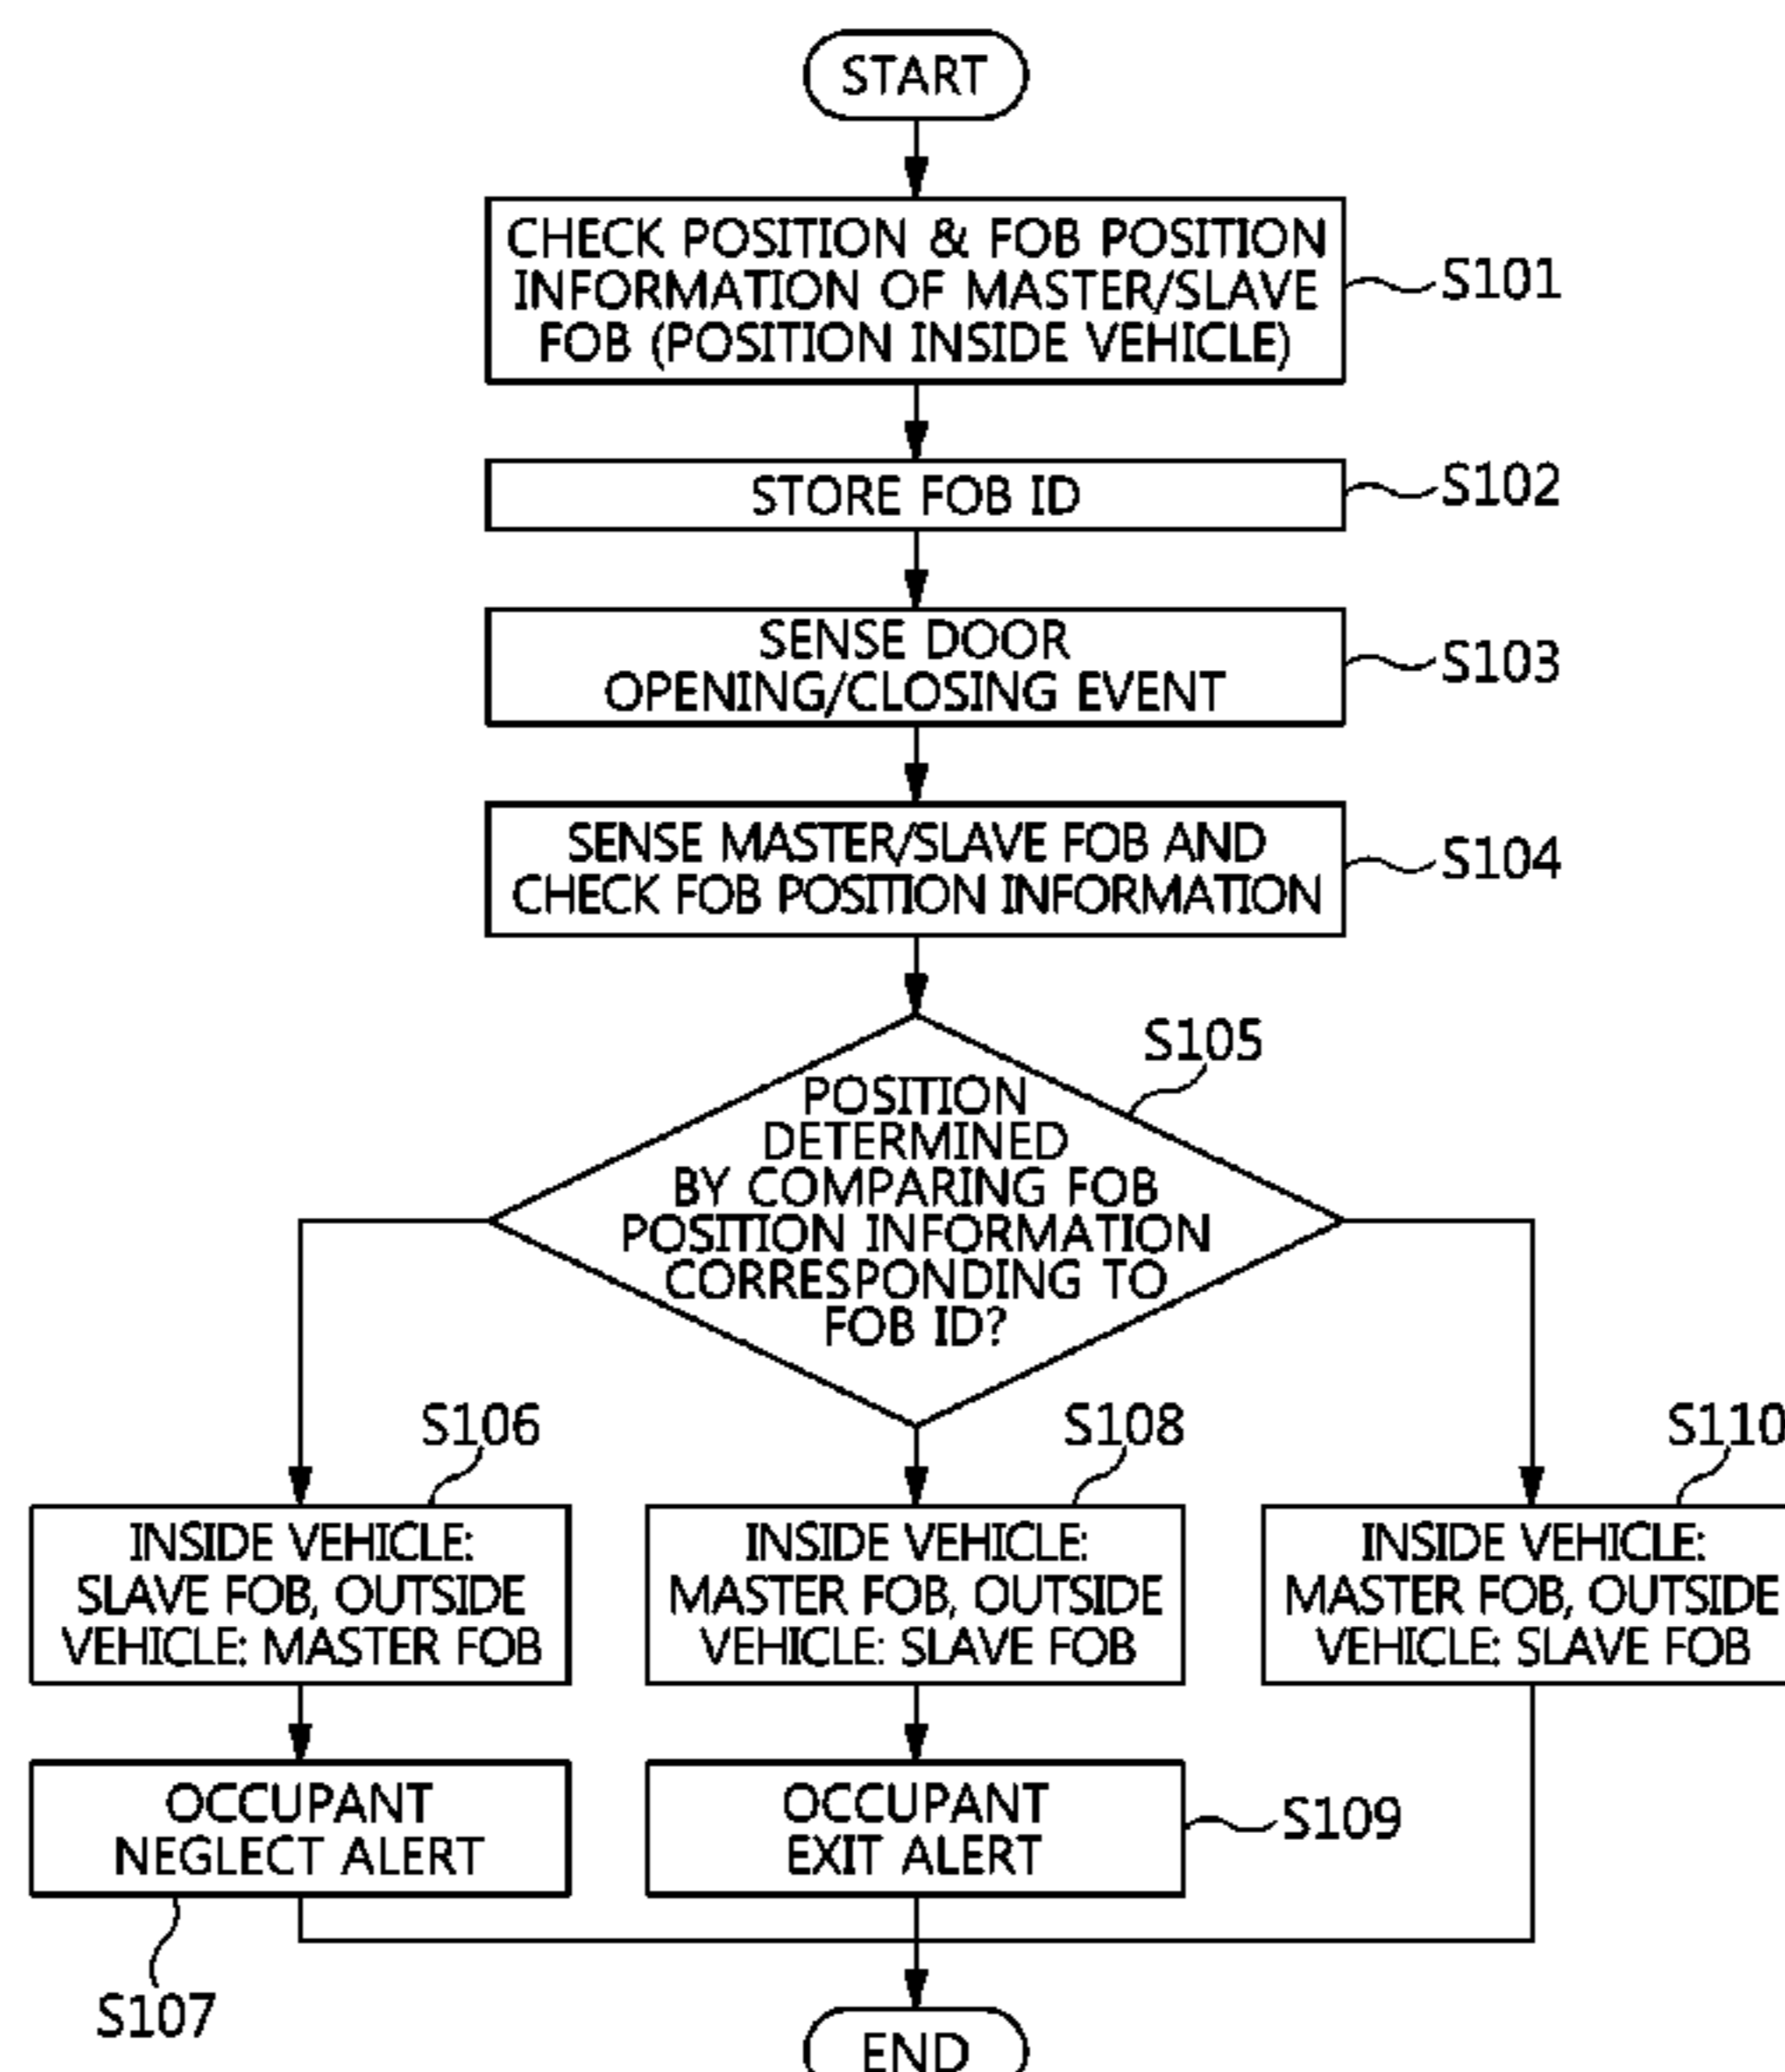 START
CHECK POSITION & FOB POSITION
INFORMATION OF MASTER/SLAVE
FOB (POSITION INSIDE VEHICLE)
S101
STORE FOB ID
S102
SENSE DOOR
OPENING/CLOSING EVENT
S103
SENSE MASTER/SLAVE FOB AND
CHECK FOB POSITION INFORMATION
S104
S105
POSITION
DETERMINED
BY COMPARING FOB
POSITION INFORMATION
CORRESPONDING TO
FOB ID?
S106
INSIDE VEHICLE:
SLAVE FOB, OUTSIDE
VEHICLE: MASTER FOB
S108
INSIDE VEHICLE:
MASTER FOB, OUTSIDE
VEHICLE: SLAVE FOB
S110
INSIDE VEHICLE:
MASTER FOB, OUTSIDE
VEHICLE: SLAVE FOB
OCCUPANT
NEGLECT ALERT
S107
OCCUPANT
EXIT ALERT
S109
END